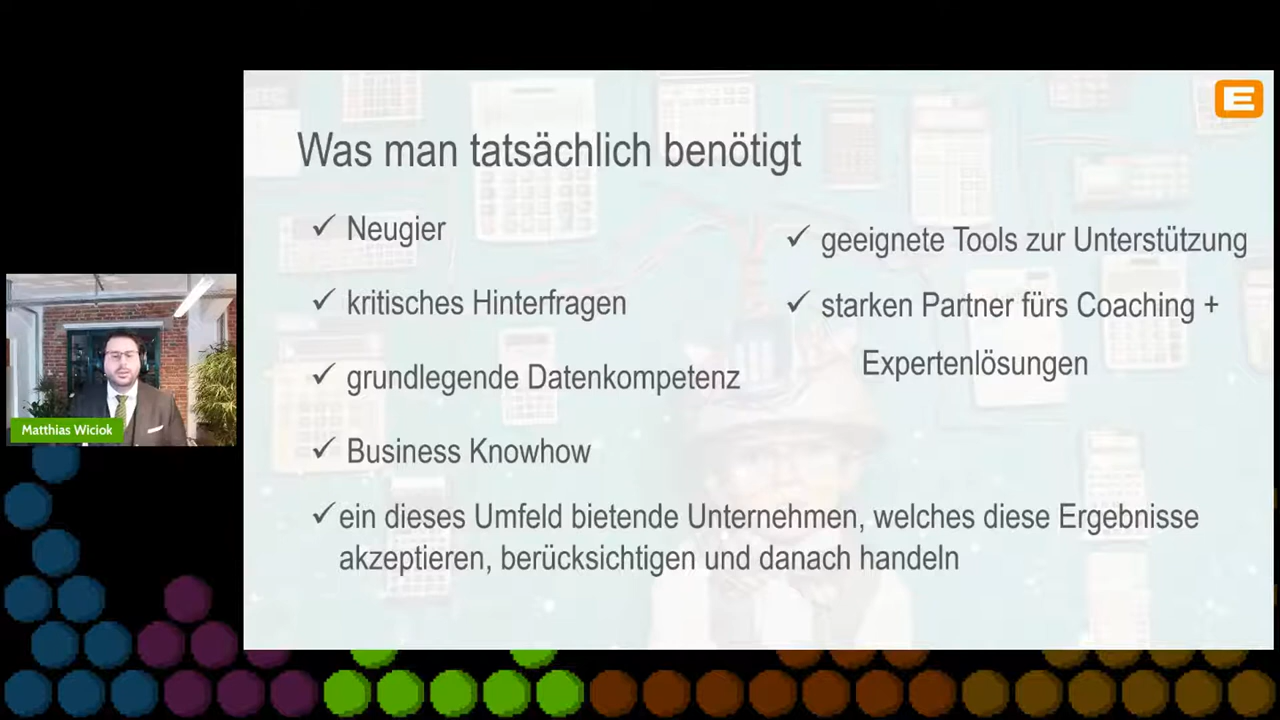 E
Was man tatsächlich benötigt
✓ Neugier
✓ kritisches Hinterfragen
✓ grundlegende Datenkompetenz
✓ Business Knowhow
✓ ein dieses Umfeld bietende Unternehmen, welches diese Ergebnisse
akzeptieren, berücksichtigen und danach handeln
✓ geeignete Tools zur Unterstützung
✓ starken Partner fürs Coaching +
Expertenlösungen
Matthias Wiciok